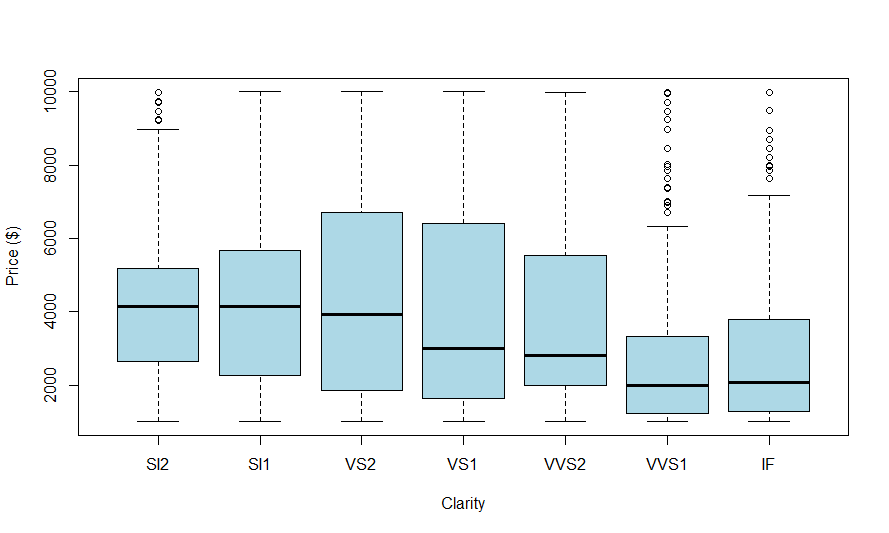 10000
8000
6000
4000
2000
Price ($)
SI2 SI1 VS2 VS1 VVS2 VVS1 IF
Clarity